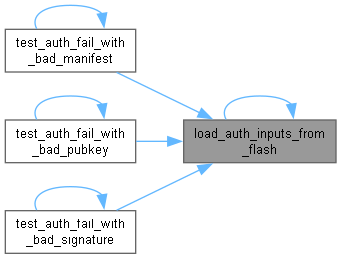 test_auth_fail_with
_bad_manifest
load_auth_inputs_from
_flash
test_auth_fail_with
_bad_pubkey
test_auth_fail_with
_bad_signature